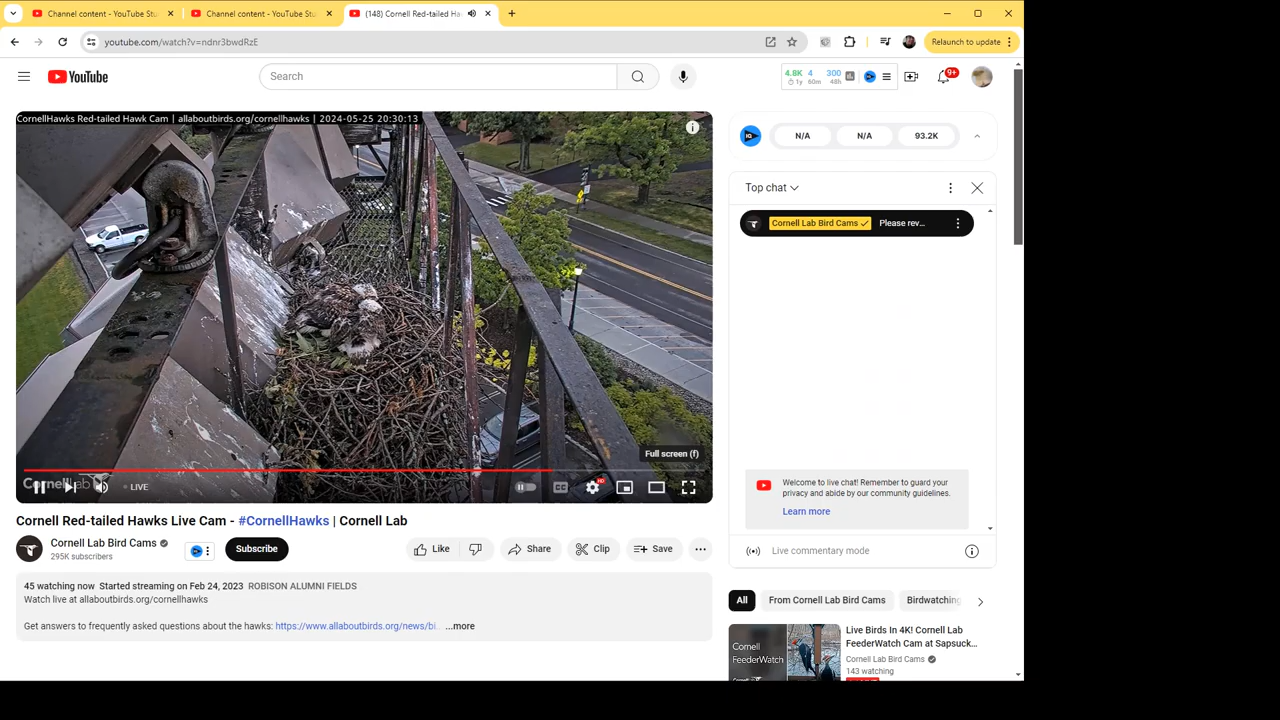 Channel content - YouTube Stu
Channel content - YouTube Stu
(148) Cornell Red-tailed Ha
youtube.com/watch?v=ndnr3bwdRzE
Relaunch to update
YouTube
Search
4.8K 4 300
1y 60m 48h
9+
CornellHawks Red-tailed Hawk Cam | allaboutbirds.org/cornellhawks | 2024-05-25 20:30:13
N/A N/A 93.2K
Top chat
Cornell Lab Bird Cams Please rev...
Full screen (f)
LIVE
HD
Welcome to live chat! Remember to guard your
privacy and abide by our community guidelines.
Learn more
Cornell Red-tailed Hawks Live Cam - #CornellHawks | Cornell Lab
Cornell Lab Bird Cams
295K subscribers
Subscribe
Like
Share
Clip
Save
Live commentary mode
45 watching now Started streaming on Feb 24, 2023 ROBISON ALUMNI FIELDS
Watch live at allaboutbirds.org/cornellhawks
Get answers to frequently asked questions about the hawks: https://www.allaboutbirds.org/news/bi... ...more
All From Cornell Lab Bird Cams Birdwatching
Cornell
FeederWatch
Live Birds In 4K! Cornell Lab
FeederWatch Cam at Sapsuck...
Cornell Lab Bird Cams
143 watching